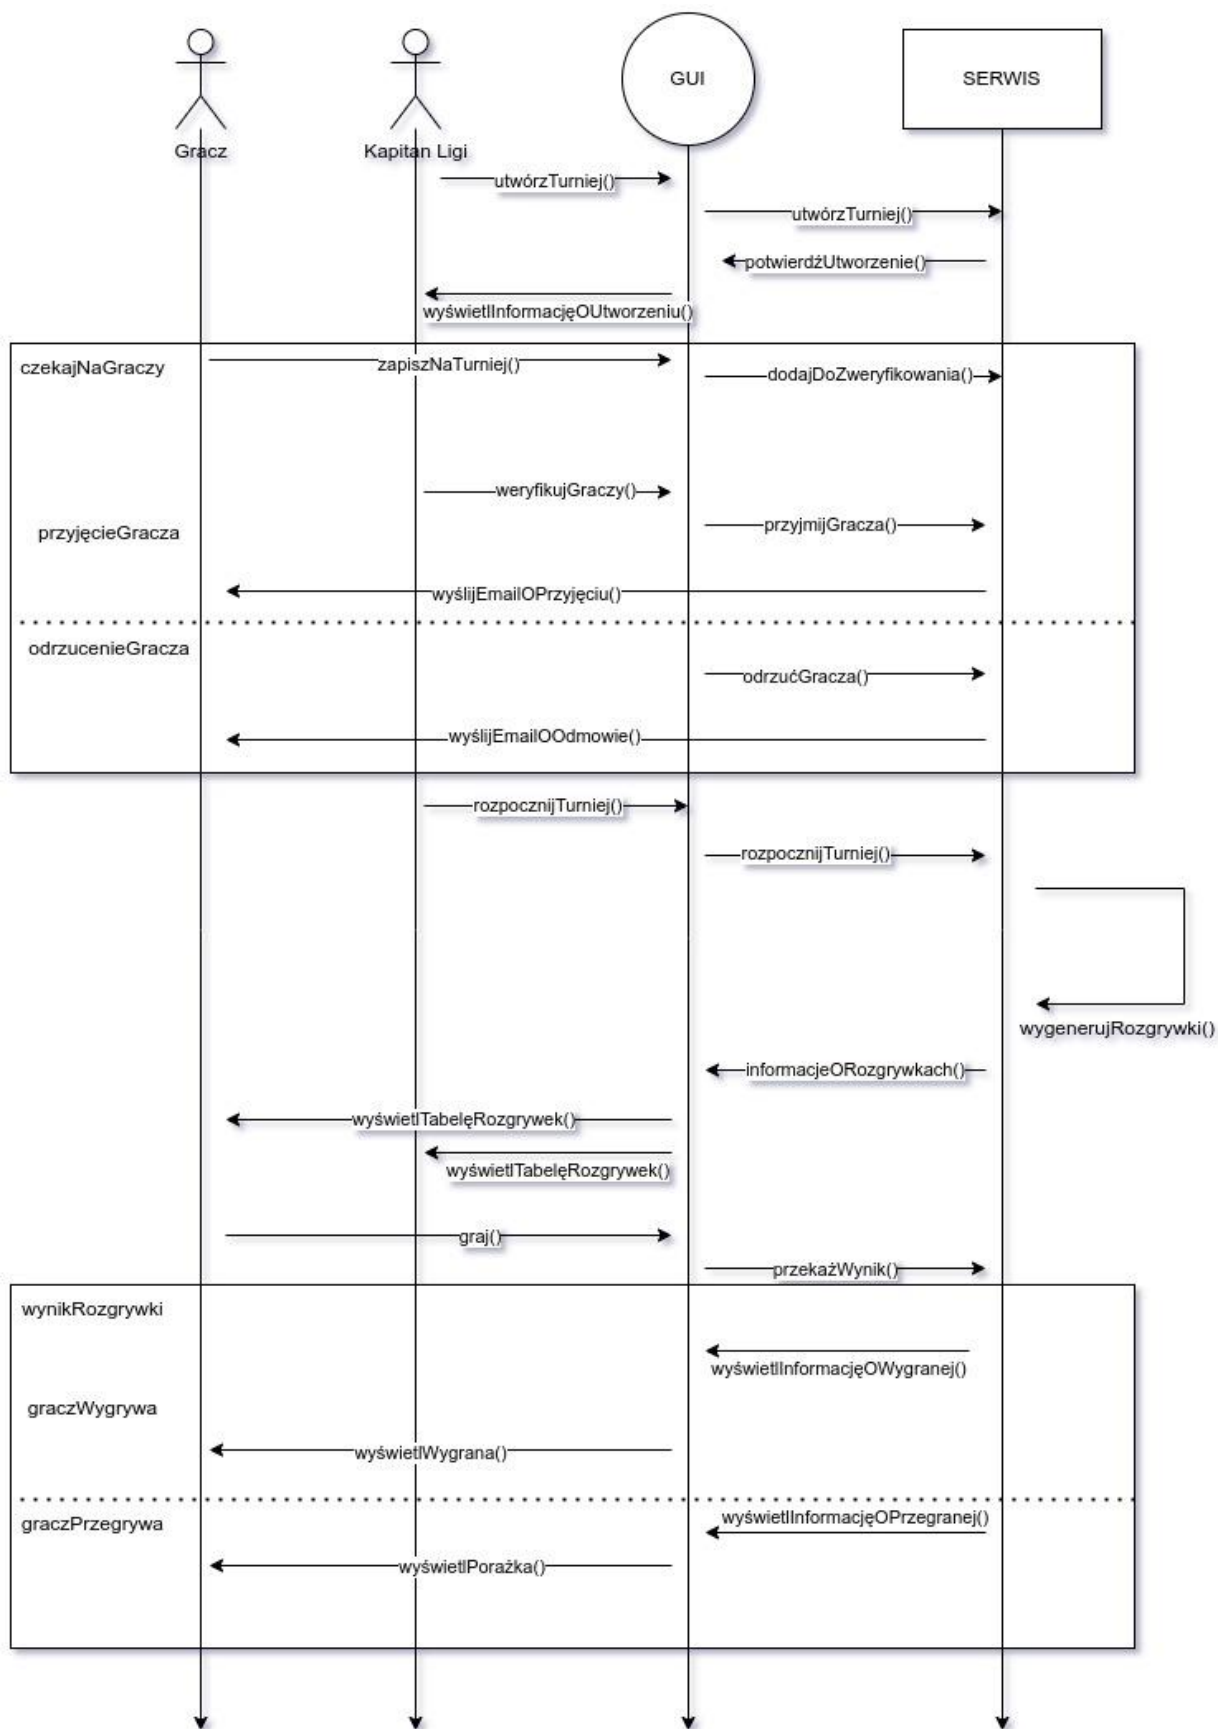 GUI
SERWIS
Gracz
Kapitan Ligi
utwórzTurniej()
utwórzTurniej()
potwierdźUtworzenie()
wyświetlInformacjęOUtworzeniu()
czekajNaGraczy
zapiszNaTurniej()
dodajDoZweryfikowania()
weryfikujGraczy()
przyjęcieGracza
przyjmijGracza()
wyślijEmailOPrzyjęciu()
odrzucenieGracza
odrzućGracza()
wyślijEmailOOdmowie()
rozpocznijTurniej()
rozpocznijTurniej()
wygenerujRozgrywki()
informacjeORozgrywkach()
wyświetlTabelęRozgrywek()
wyświetlTabelęRozgrywek()
graj()
przekażWynik()
wynikRozgrywki
wyświetlInformacjęOWygranej()
graczWygrywa
wyświetlWygrana()
graczPrzegrywa
wyświetlInformacjęOPrzegranej()
wyświetlPorażka()